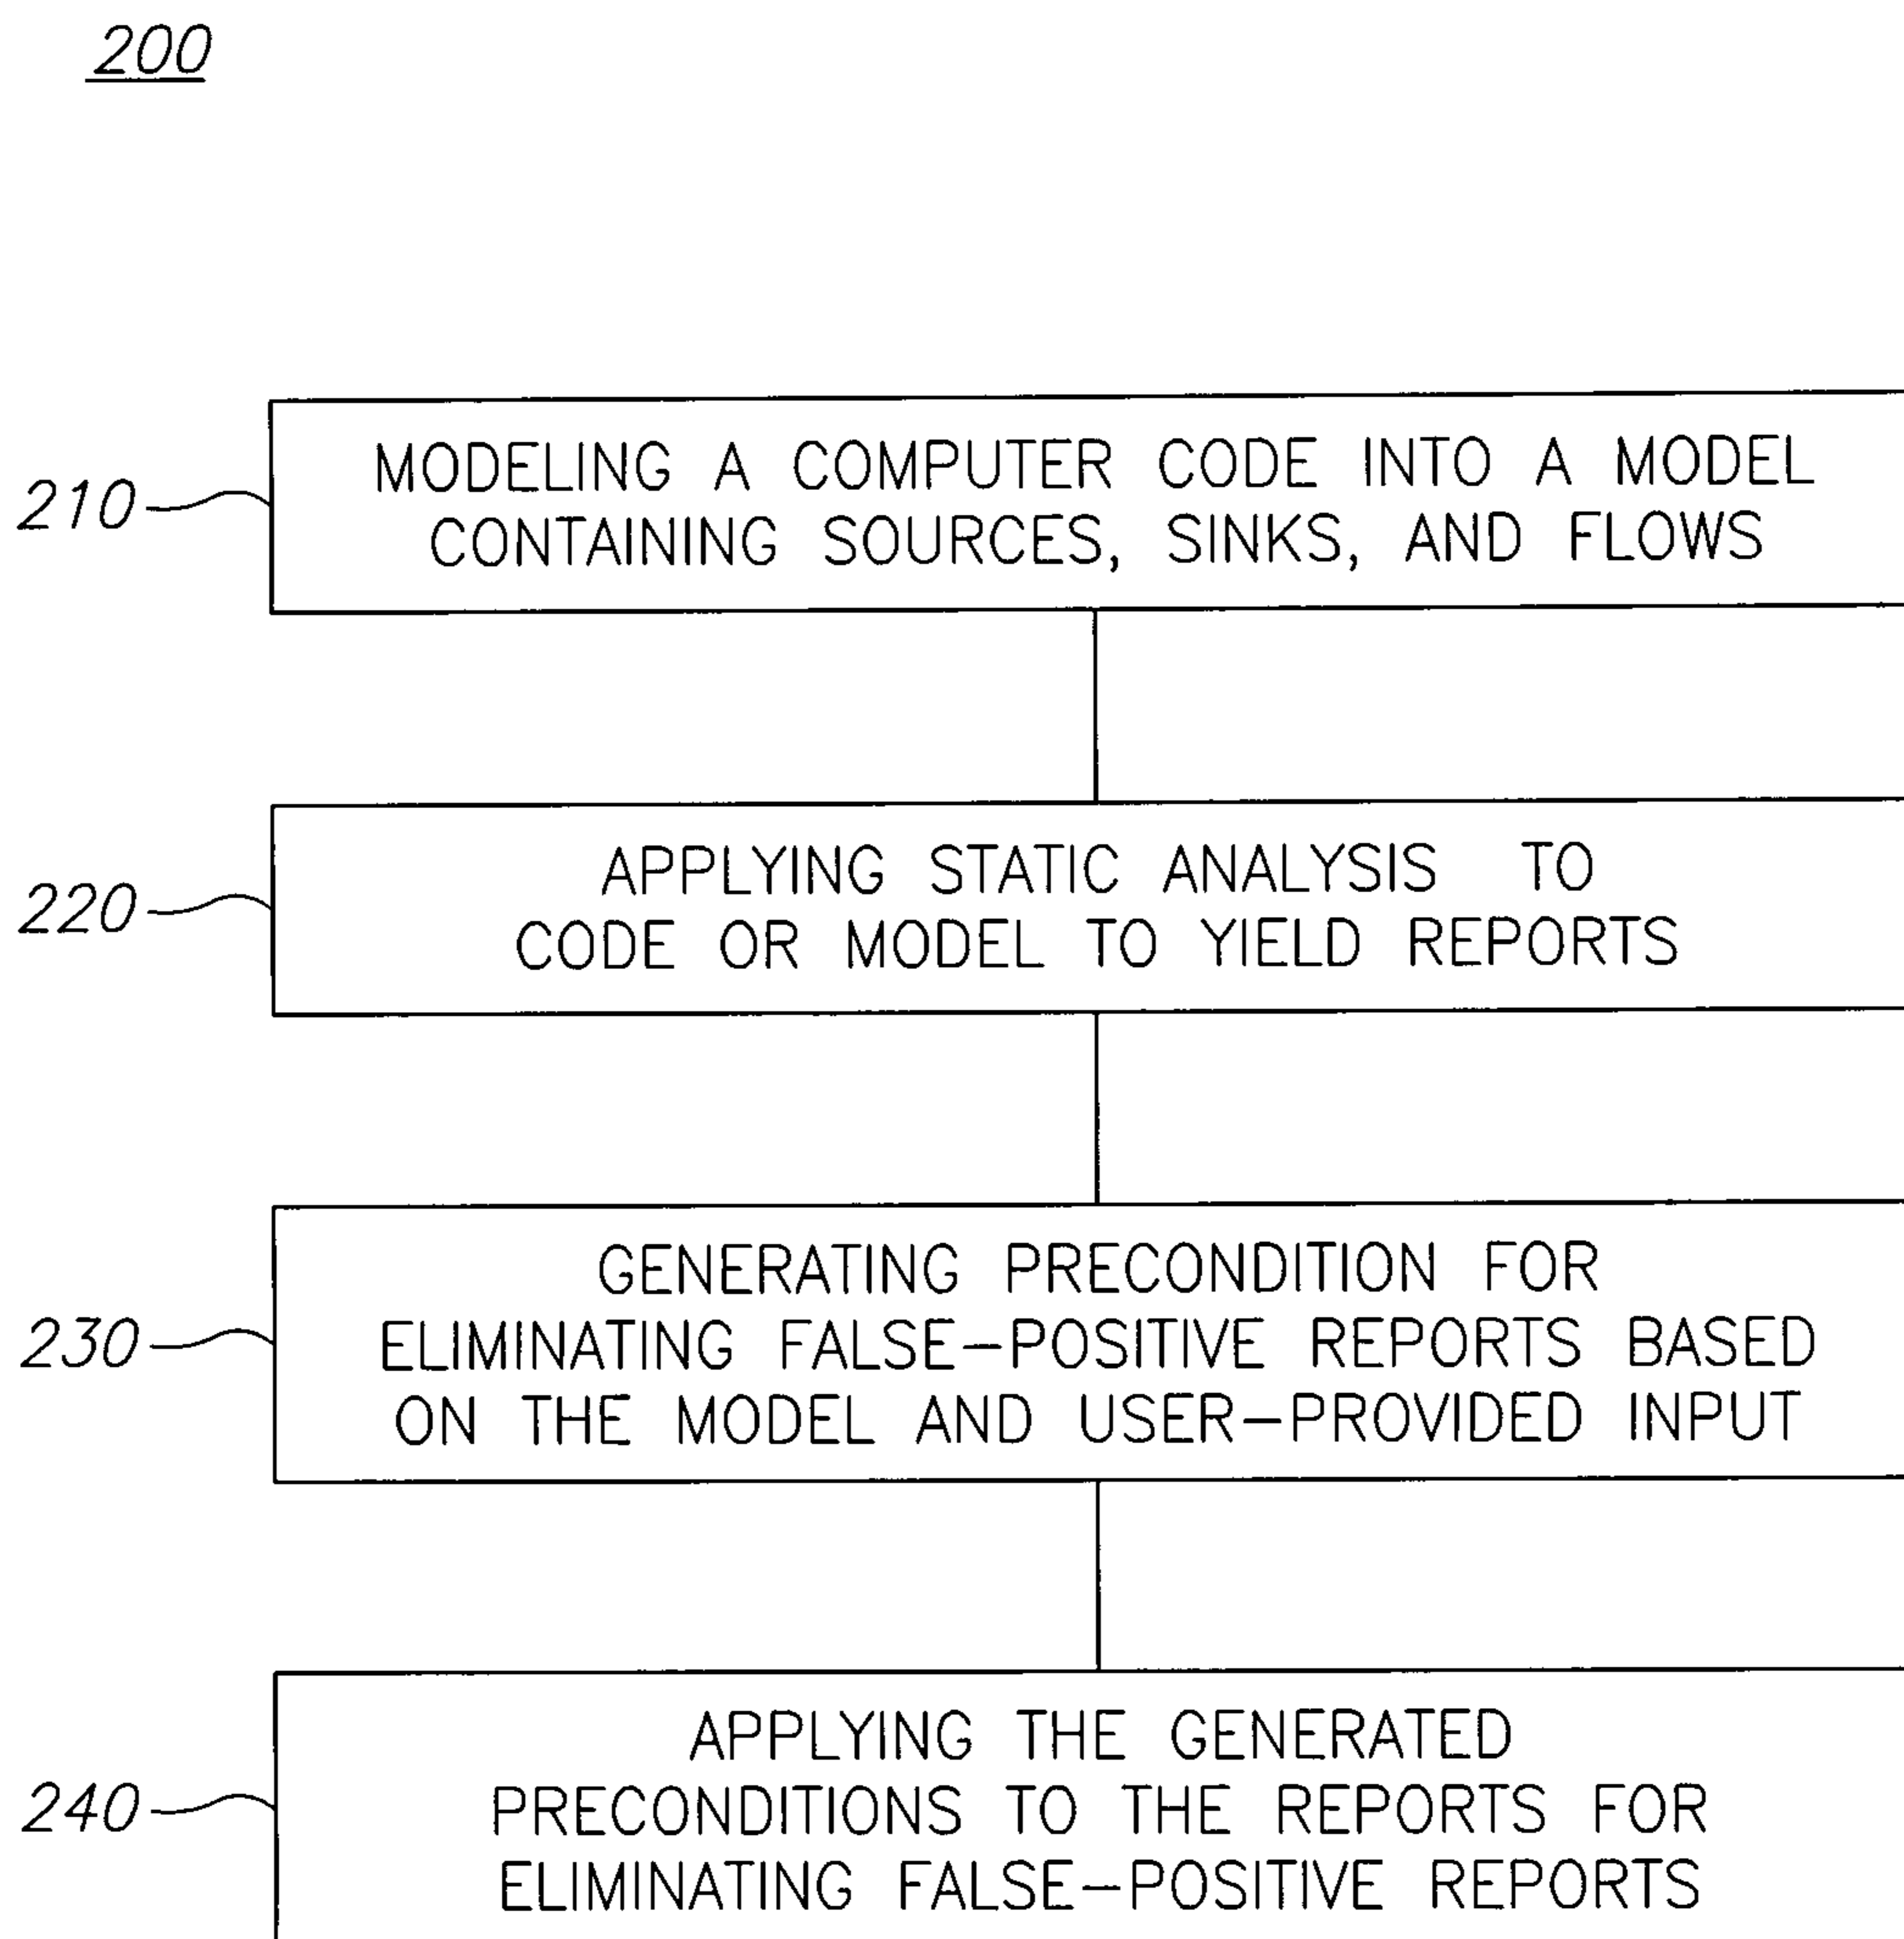 200
210
MODELING A COMPUTER CODE INTO A MODEL
CONTAINING SOURCES, SINKS, AND FLOWS
220
APPLYING STATIC ANALYSIS TO
CODE OR MODEL TO YIELD REPORTS
230
GENERATING PRECONDITION FOR
ELIMINATING FALSE-POSITIVE REPORTS BASED
ON THE MODEL AND USER-PROVIDED INPUT
240
APPLYING THE GENERATED
PRECONDITIONS TO THE REPORTS FOR
ELIMINATING FALSE-POSITIVE REPORTS